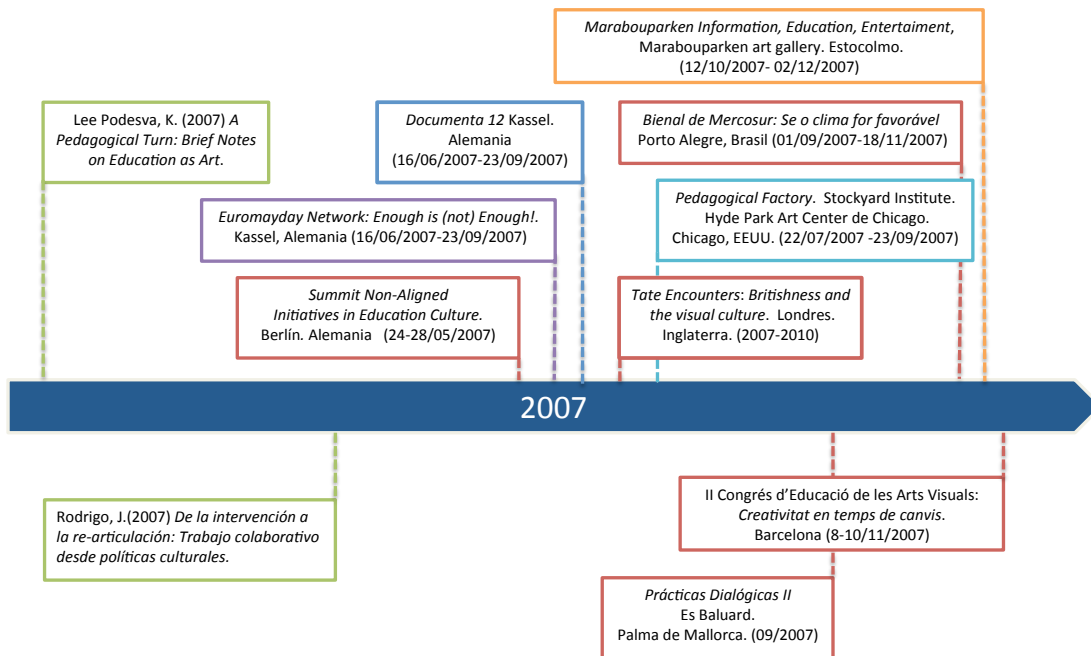 Marabouparken Information, Education, Entertaiment,
Marabouparken art gallery. Estocolmo.
(12/10/2007- 02/12/2007)
Lee Podesva, K. (2007) A
Pedagogical Turn: Brief Notes
on Education as Art.
Documenta 12 Kassel.
Alemania
(16/06/2007-23/09/2007)
Bienal de Mercosur: Se o clima for favorável
Porto Alegre, Brasil (01/09/2007-18/11/2007)
Euromayday Network: Enough is (not) Enough!.
Kassel, Alemania (16/06/2007-23/09/2007)
Pedagogical Factory. Stockyard Institute.
Hyde Park Art Center de Chicago.
Chicago, EEUU. (22/07/2007 -23/09/2007)
Summit Non-Aligned
Initiatives in Education Culture.
Berlín. Alemania (24-28/05/2007)
Tate Encounters: Britishness and
the visual culture. Londres.
Inglaterra. (2007-2010)
2007
Rodrigo, J.(2007) De la intervención a
la re-articulación: Trabajo colaborativo
desde políticas culturales.
II Congrés d'Educació de les Arts Visuals:
Creativitat en temps de canvis.
Barcelona (8-10/11/2007)
Prácticas Dialógicas II
Es Baluard.
Palma de Mallorca. (09/2007)